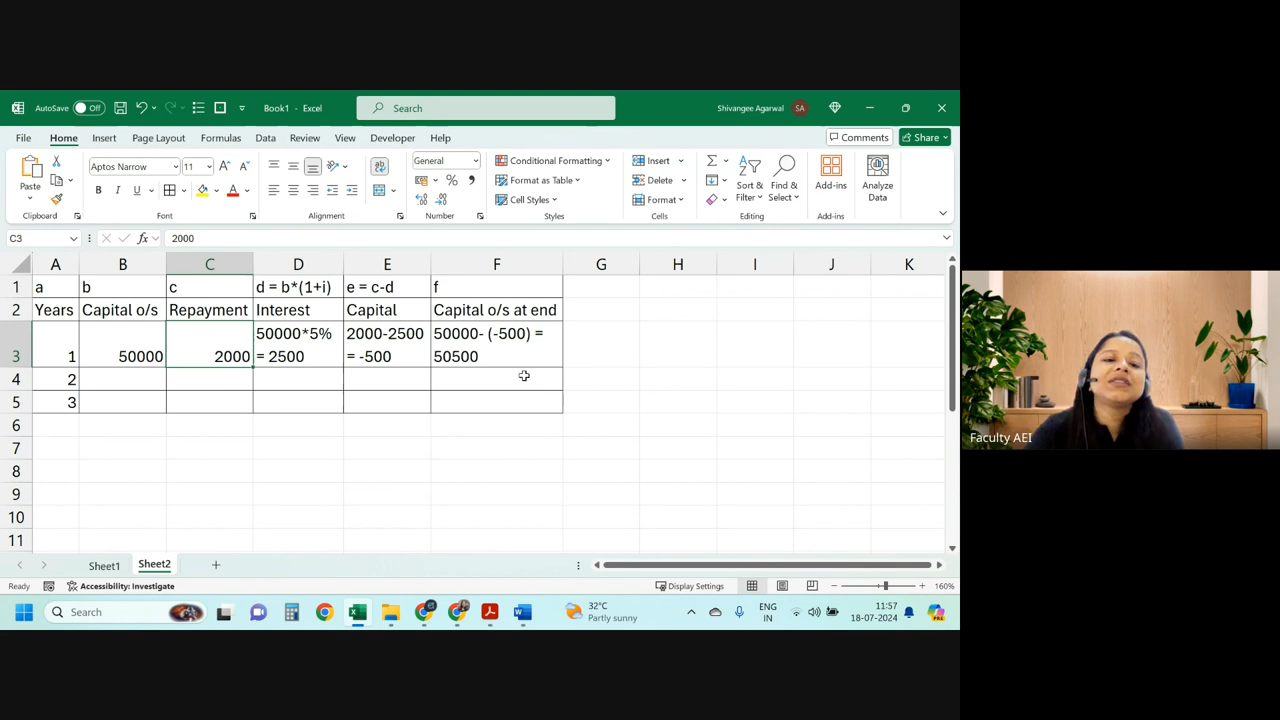 AutoSave Off Book1 - Excel Search Shivangee Agarwal SA
File Home Insert Page Layout Formulas Data Review View Developer Help Comments Share
Aptos Narrow 11 General Conditional Formatting Insert
Paste Format as Table Delete Sort & Filter Find & Select Add-ins Analyze Data
B I U Cell Styles Format
Clipboard Font Alignment Number Styles Cells Editing Add-ins
C3 fx 2000
A B C D E F G H I J K
1 a b c d = b*(1+i) e = c-d f
2 Years Capital o/s Repayment Interest Capital Capital o/s at end
50000*5% 2000-2500 50000- (-500) =
3 1 50000 2000 = 2500 = -500 50500
4 2
5 3
6
7
8
9
10
11
Sheet1 Sheet2
Ready Accessibility: Investigate Display Settings 160%
Search 32°C ENG 11:57
Partly sunny IN 18-07-2024
Faculty AEI